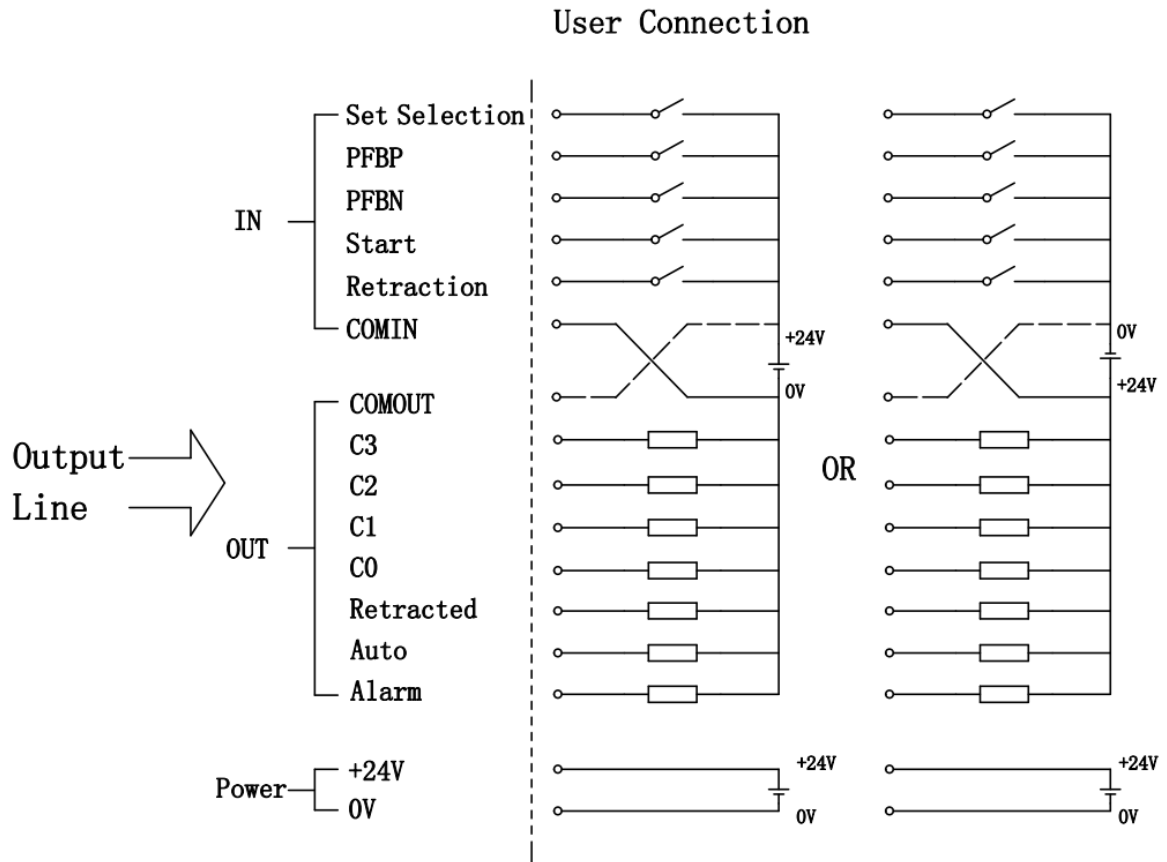 User Connection
Set Selection
PFBP
PFBN
IN
Start
Retraction
COMIN
+24V
0V
0V
+24V
COMOUT
Output
Line
C3
C2
OR
C1
OUT
C0
Retracted
Auto
Alarm
Power
+24V
0V
+24V
0V
+24V
0V